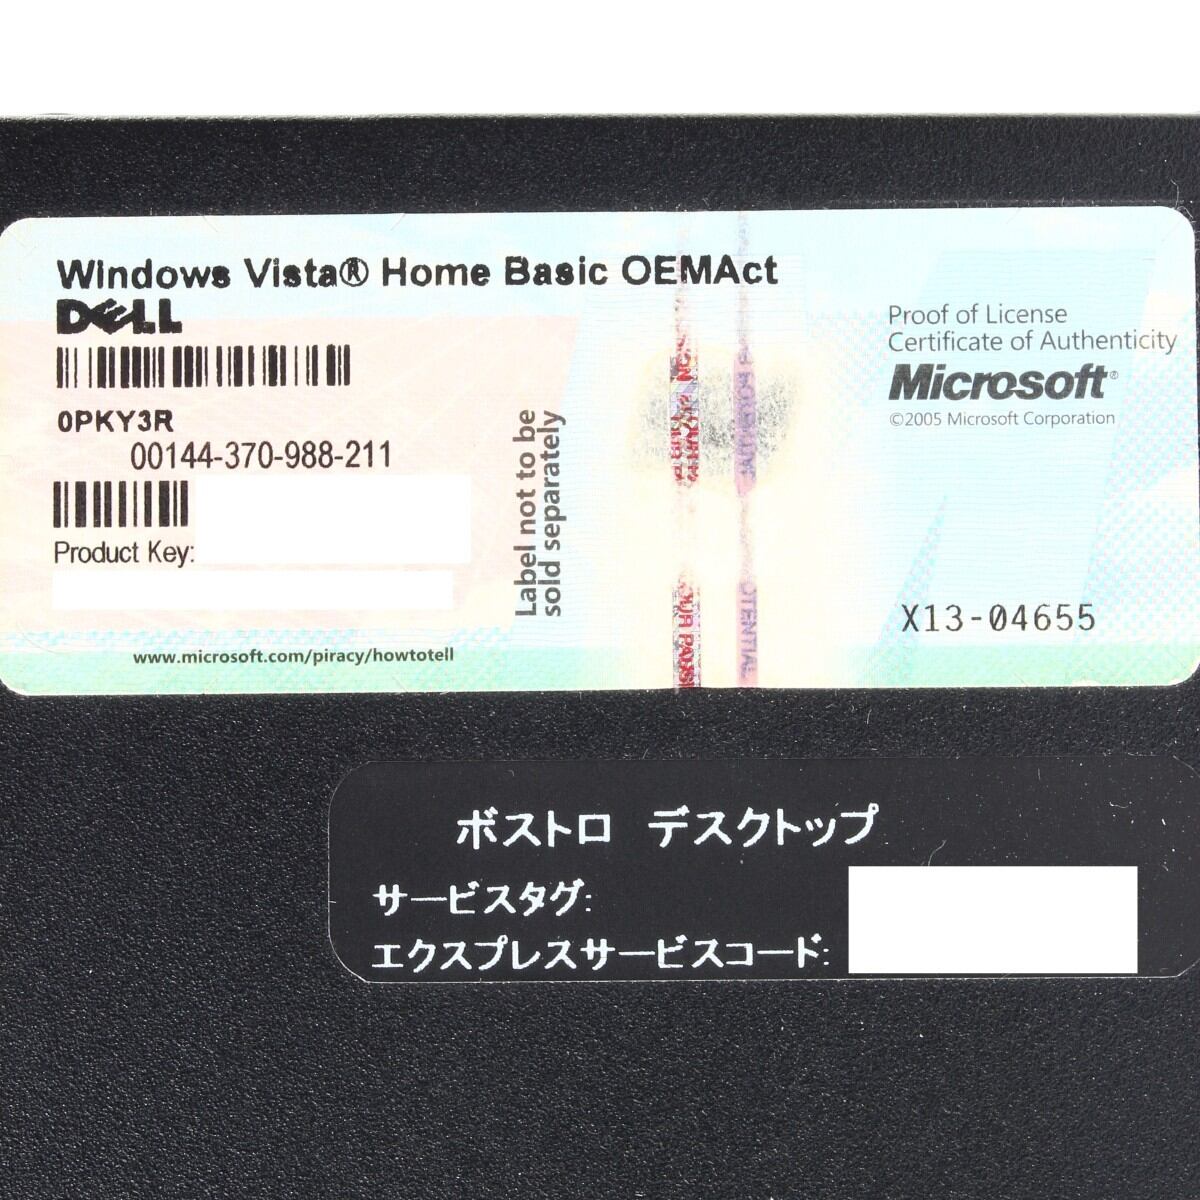 Windows Vista® Home Basic OEMAct
DELL
0PKY3R
00144-370-988-211
Product Key:
www.microsoft.com/piracy/howtotell
Label not to be
sold separately
Proof of License
Certificate of Authenticity
Microsoft®
©2005 Microsoft Corporation
X13-04655
ボストロ デスクトップ
サービスタグ:
エクスプレスサービスコード: